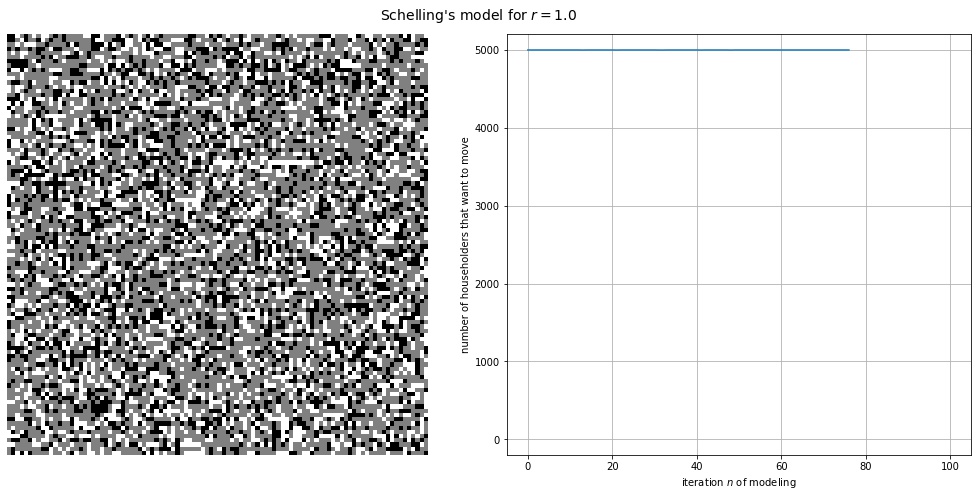 Schelling's model for r = 1.0
5000
4000
3000
2000
1000
0
number of householders that want to move
0 20 40 60 80 100
iteration n of modeling